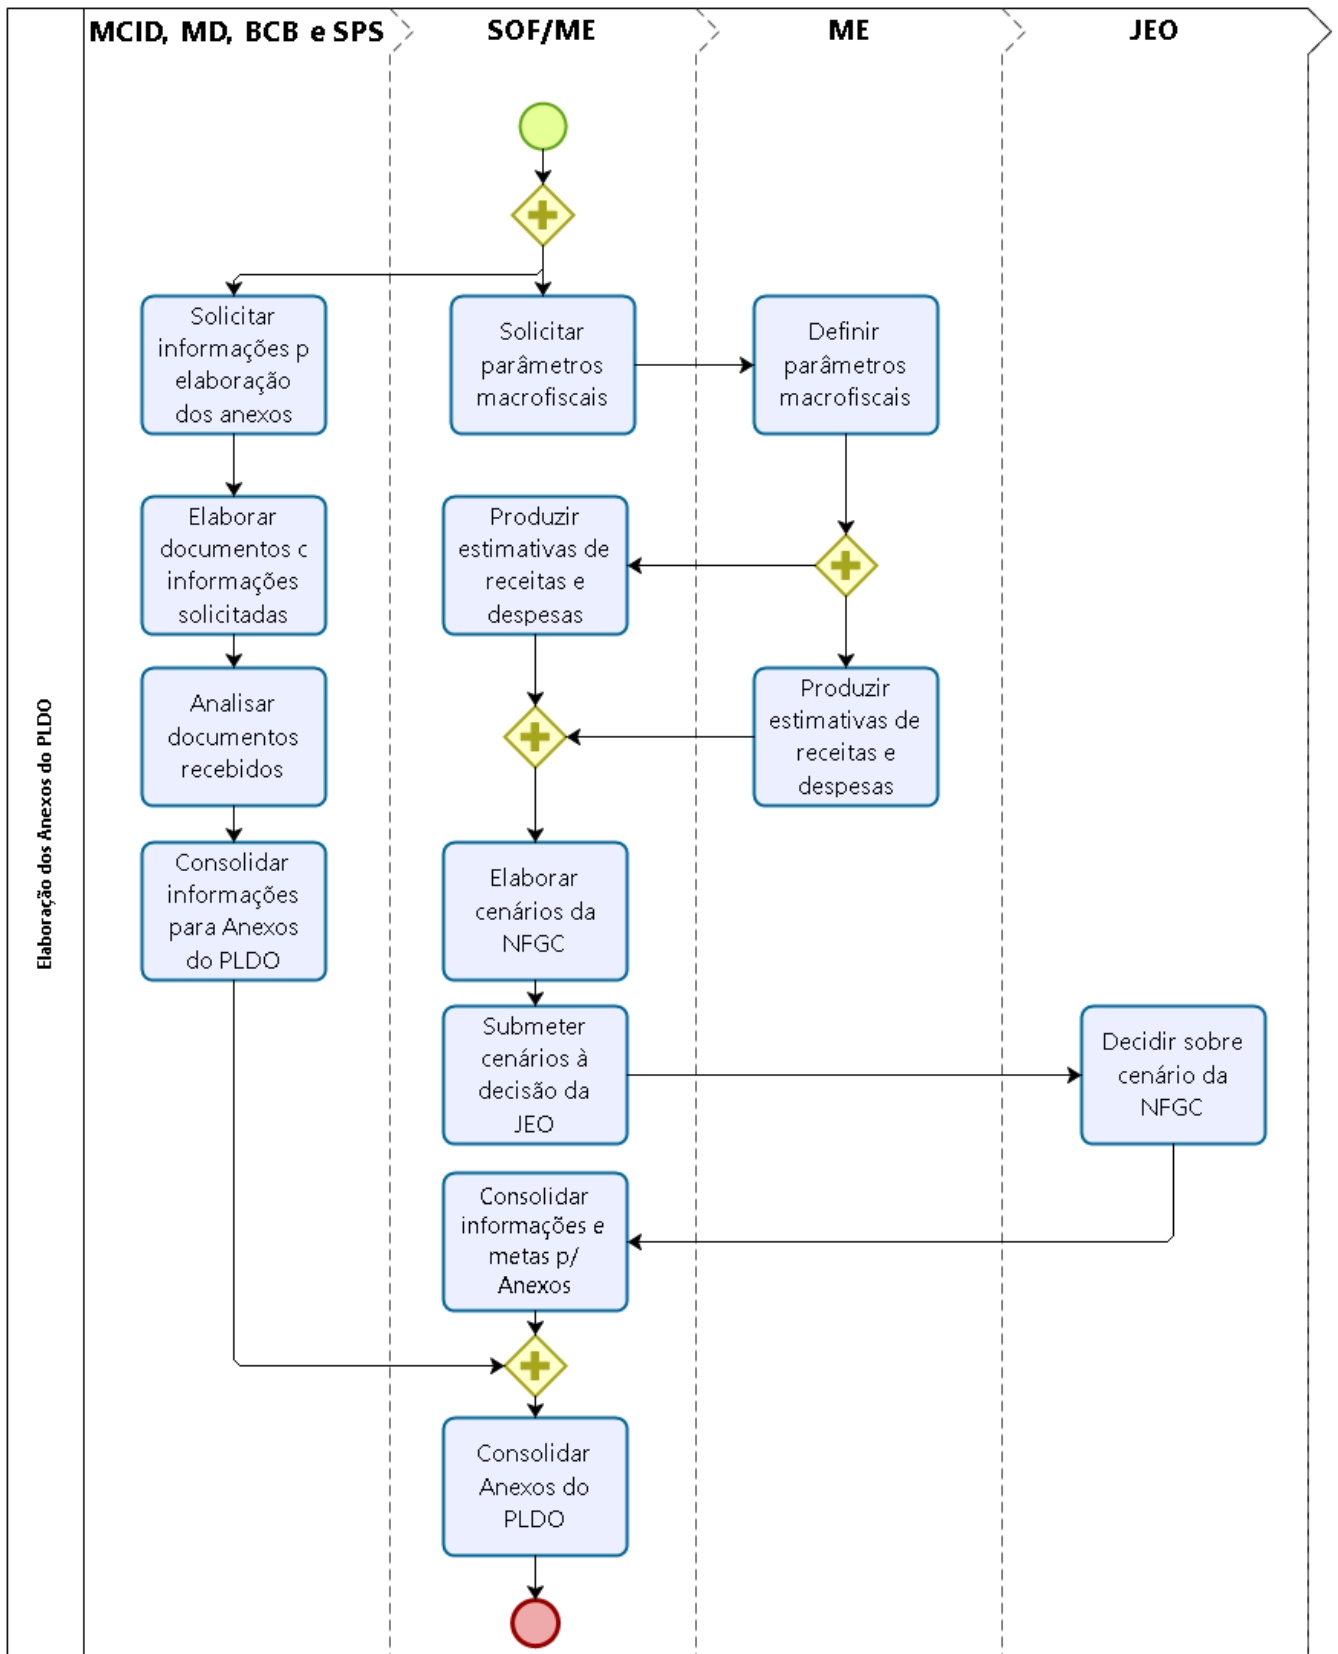 MCID, MD, BCB e SPS
SOF/ME
ME
JEO
Elaboração dos Anexos do PLDO
Solicitar
informações p
elaboração
dos anexos
Solicitar
parâmetros
macrofiscais
Definir
parâmetros
macrofiscais
Elaborar
documentos c
informações
solicitadas
Produzir
estimativas de
receitas e
despesas
Analisar
documentos
recebidos
Produzir
estimativas de
receitas e
despesas
Consolidar
informações
para Anexos
do PLDO
Elaborar
cenários da
NFGC
Submeter
cenários à
decisão da
JEO
Decidir sobre
cenário da
NFGC
Consolidar
informações e
metas p/
Anexos
Consolidar
Anexos do
PLDO